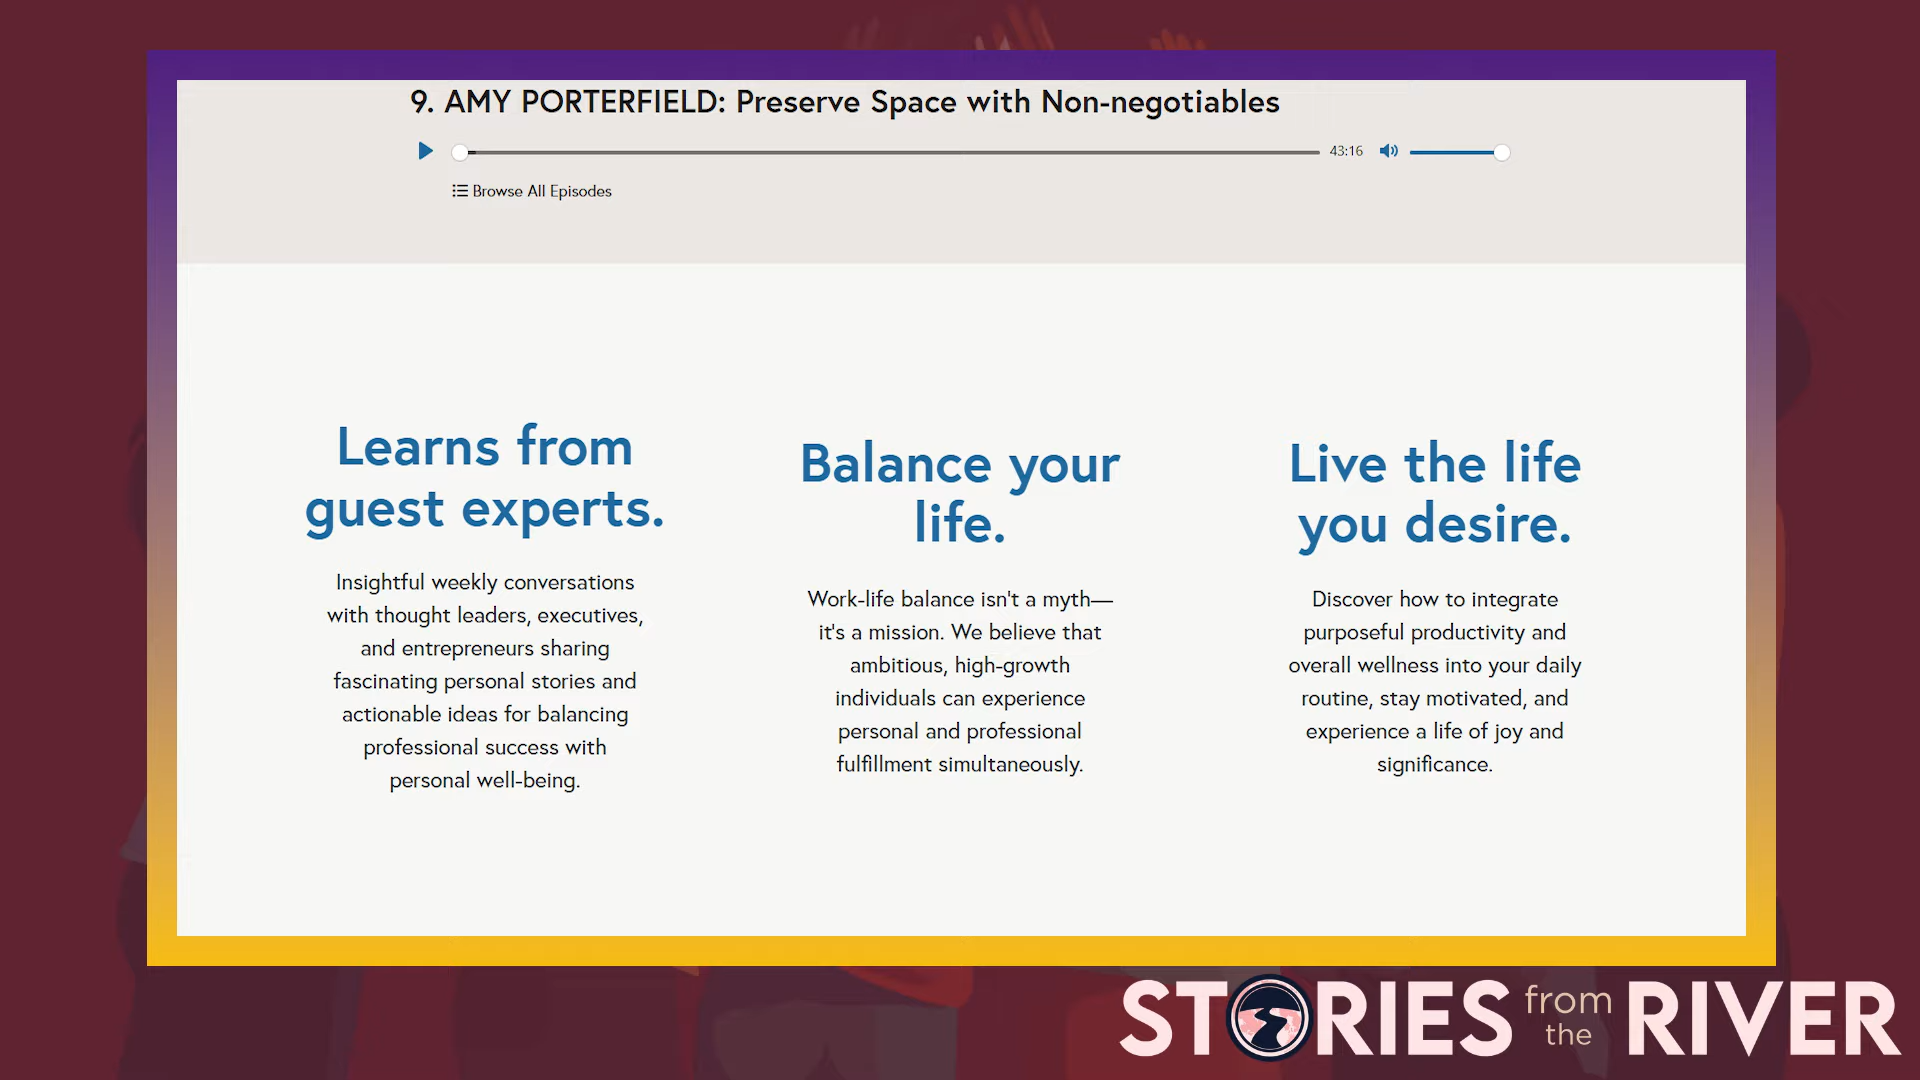 9. AMY PORTERFIELD: Preserve Space with Non-negotiables
43:16
Browse All Episodes
Learns from
guest experts.
Insightful weekly conversations
with thought leaders, executives,
and entrepreneurs sharing
fascinating personal stories and
actionable ideas for balancing
professional success with
personal well-being.
Balance your
life.
Work-life balance isn't a myth—
it's a mission. We believe that
ambitious, high-growth
individuals can experience
personal and professional
fulfillment simultaneously.
Live the life
you desire.
Discover how to integrate
purposeful productivity and
overall wellness into your daily
routine, stay motivated, and
experience a life of joy and
significance.
STORIES from the RIVER